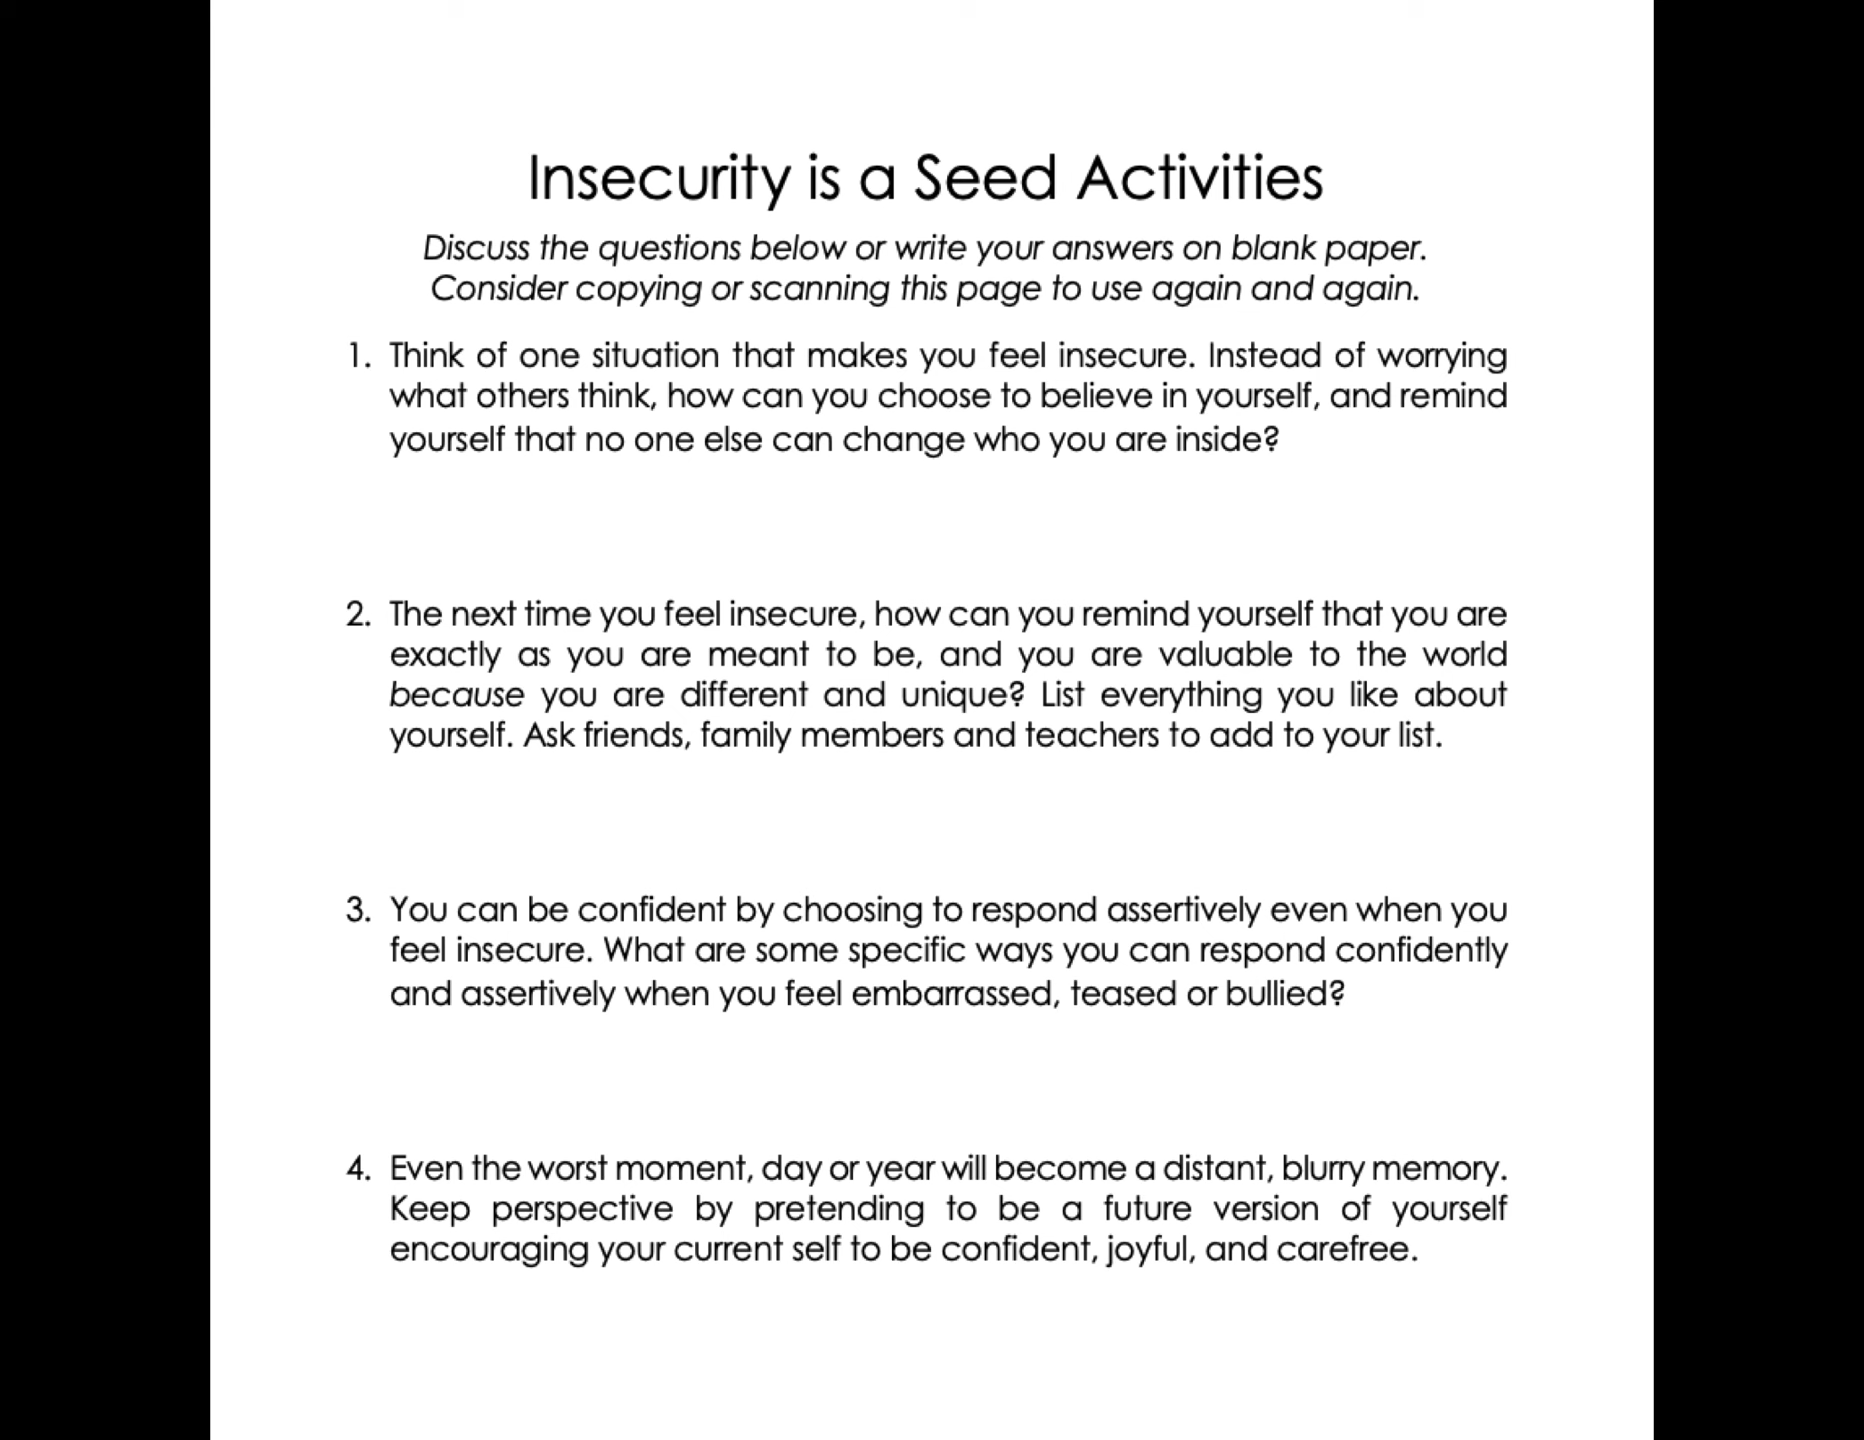 Insecurity is a Seed Activities
Discuss the questions below or write your answers on blank paper.
Consider copying or scanning this page to use again and again.
1. Think of one situation that makes you feel insecure. Instead of worrying
what others think, how can you choose to believe in yourself, and remind
yourself that no one else can change who you are inside?
2. The next time you feel insecure, how can you remind yourself that you are
exactly as you are meant to be, and you are valuable to the world
because you are different and unique? List everything you like about
yourself. Ask friends, family members and teachers to add to your list.
3. You can be confident by choosing to respond assertively even when you
feel insecure. What are some specific ways you can respond confidently
and assertively when you feel embarrassed, teased or bullied?
4. Even the worst moment, day or year will become a distant, blurry memory.
Keep perspective by pretending to be a future version of yourself
encouraging your current self to be confident, joyful, and carefree.